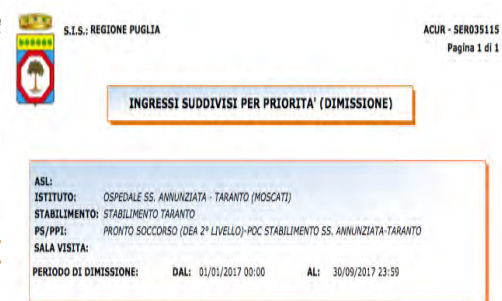 S.I.S.: REGIONE PUGLIA
ACUR - SER035115
Pagina 1 di 1
INGRESSI SUDDIVISI PER PRIORITA' (DIMISSIONE)
ASL:
ISTITUTO: OSPEDALE SS. ANNUNZIATA - TARANTO (MOSCATI)
STABILIMENTO: STABILIMENTO TARANTO
PS/PPI: PRONTO SOCCORSO (DEA 2° LIVELLO)-POC STABILIMENTO SS. ANNUNZIATA-TARANTO
SALA VISITA:
PERIODO DI DIMISSIONE: DAL: 01/01/2017 00:00 AL: 30/09/2017 23:59